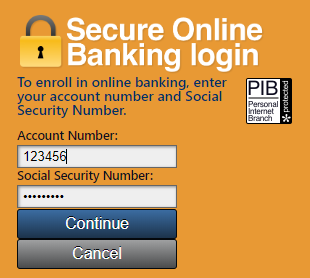 Secure Online
Banking login
To enroll in online banking, enter
your account number and Social
Security Number.
PIB
Personal
Internet
Branch
protected
Account Number:
123456
Social Security Number:
•••••••••
Continue
Cancel